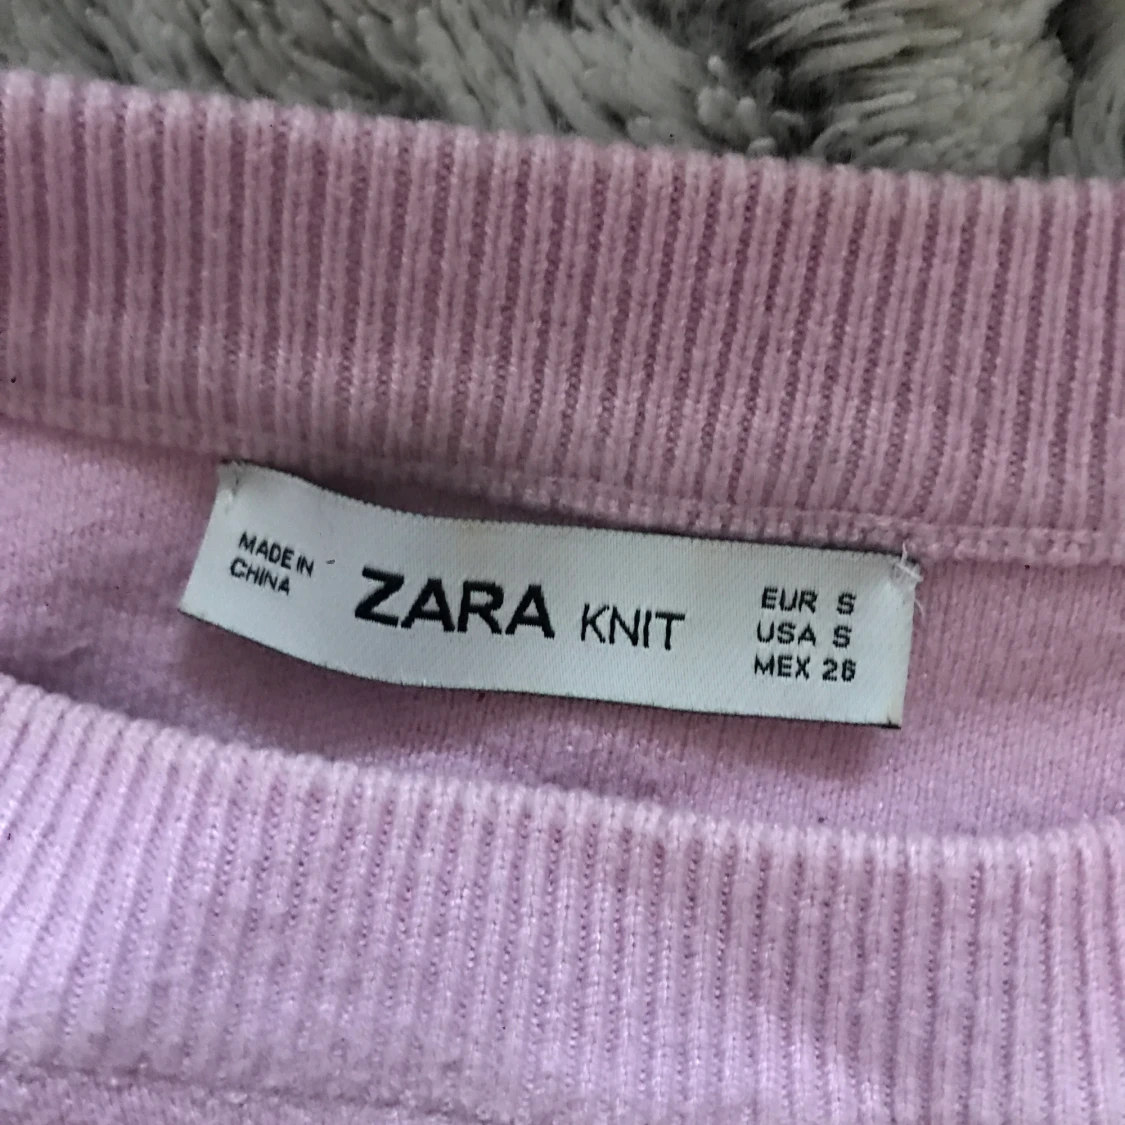 MADE IN
CHINA
ZARA KNIT
EUR S
USA S
MEX 26